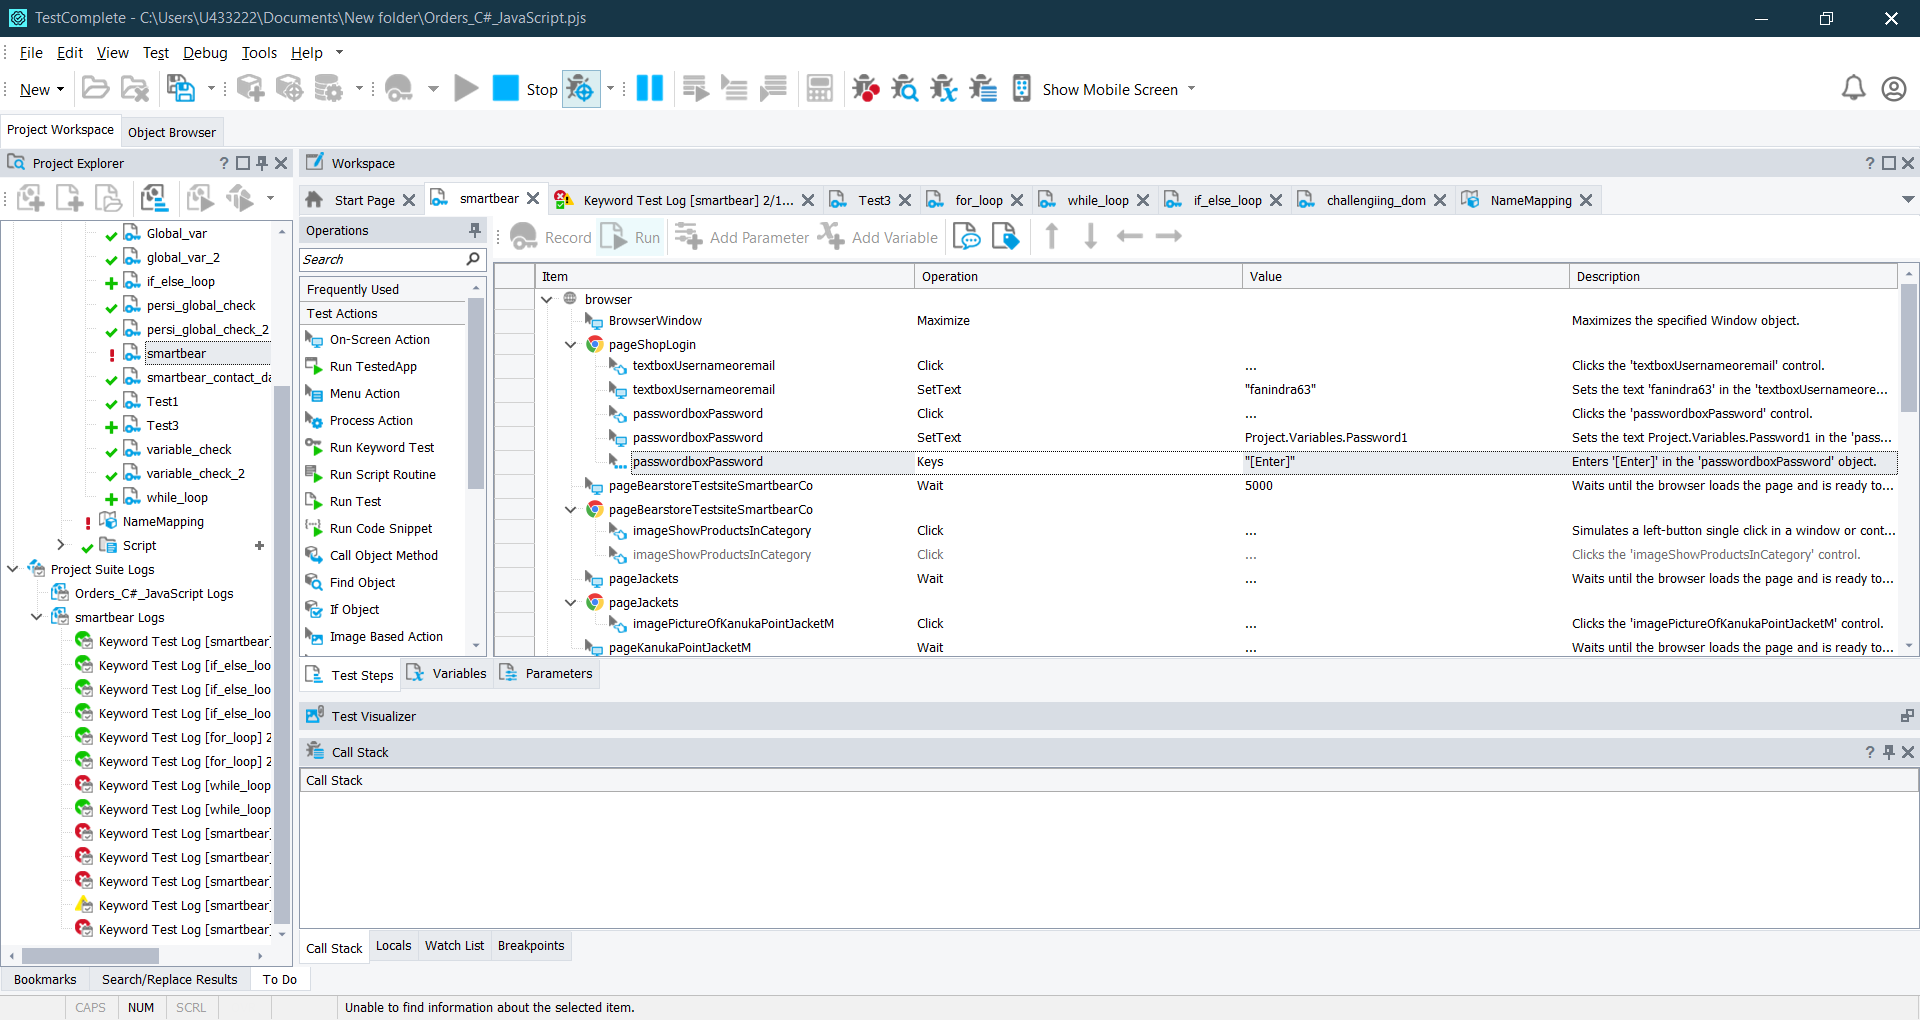 TestComplete - C:\Users\U433222\Documents\New folder\Orders_C#_JavaScript.pjs
File Edit View Test Debug Tools Help
New Stop Show Mobile Screen
Project Workspace Object Browser
Project Explorer ?
Global_var
global_var_2
if_else_loop
persi_global_check
persi_global_check_2
smartbear
smartbear_contact_da
Test1
Test3
variable_check
variable_check_2
while_loop
NameMapping
Script
Project Suite Logs
Orders_C#_JavaScript Logs
smartbear Logs
Keyword Test Log [smartbear]
Keyword Test Log [if_else_loo
Keyword Test Log [if_else_loo
Keyword Test Log [if_else_loo
Keyword Test Log [for_loop] 2
Keyword Test Log [for_loop] 2
Keyword Test Log [while_loop
Keyword Test Log [while_loop
Keyword Test Log [smartbear]
Keyword Test Log [smartbear]
Keyword Test Log [smartbear]
Keyword Test Log [smartbear]
Keyword Test Log [smartbear]
Workspace ?
Start Page smartbear Keyword Test Log [smartbear] 2/1... Test3 for_loop while_loop if_else_loop challengiing_dom NameMapping
Operations
Search
Frequently Used
Test Actions
On-Screen Action
Run TestedApp
Menu Action
Process Action
Run Keyword Test
Run Script Routine
Run Test
Run Code Snippet
Call Object Method
Find Object
If Object
Image Based Action
Record Run Add Parameter Add Variable
Item Operation Value Description
browser
BrowserWindow Maximize Maximizes the specified Window object.
pageShopLogin
textboxUsernameoremail Click ... Clicks the 'textboxUsernameoremail' control.
textboxUsernameoremail SetText "fanindra63" Sets the text 'fanindra63' in the 'textboxUsernameore...
passwordboxPassword Click ... Clicks the 'passwordboxPassword' control.
passwordboxPassword SetText Project.Variables.Password1 Sets the text Project.Variables.Password1 in the 'pass...
passwordboxPassword Keys "[Enter]" Enters '[Enter]' in the 'passwordboxPassword' object.
pageBearstoreTestsiteSmartbearCo Wait 5000 Waits until the browser loads the page and is ready to...
pageBearstoreTestsiteSmartbearCo
imageShowProductsInCategory Click ... Simulates a left-button single click in a window or cont...
imageShowProductsInCategory Click ... Clicks the 'imageShowProductsInCategory' control.
pageJackets Wait ... Waits until the browser loads the page and is ready to...
pageJackets
imagePictureOfKanukaPointJacketM Click ... Clicks the 'imagePictureOfKanukaPointJacketM' control.
pageKanukaPointJacketM Wait ... Waits until the browser loads the page and is ready to...
Test Steps Variables Parameters
Test Visualizer
Call Stack ?
Call Stack
Call Stack Locals Watch List Breakpoints
Bookmarks Search/Replace Results To Do
CAPS NUM SCRL Unable to find information about the selected item.